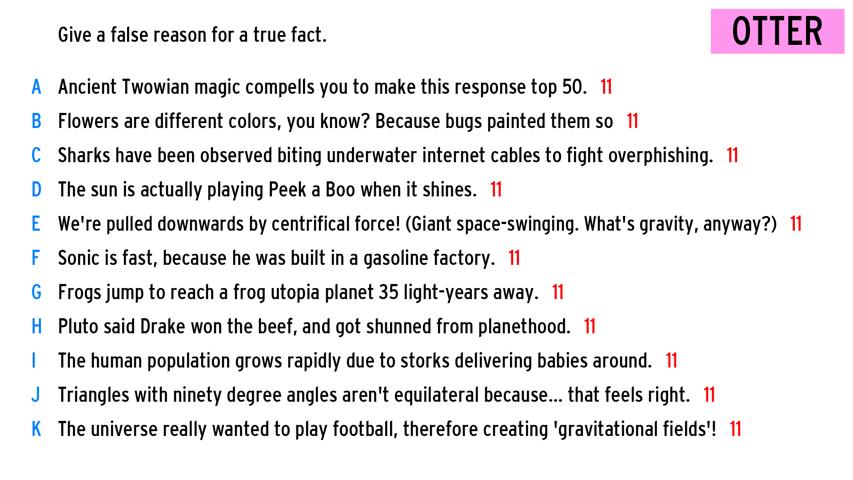 Give a false reason for a true fact.
OTTER
A Ancient Twowian magic compells you to make this response top 50. 11
B Flowers are different colors, you know? Because bugs painted them so 11
C Sharks have been observed biting underwater internet cables to fight overphishing. 11
D The sun is actually playing Peek a Boo when it shines. 11
E We're pulled downwards by centrifical force! (Giant space-swinging. What's gravity, anyway?) 11
F Sonic is fast, because he was built in a gasoline factory. 11
G Frogs jump to reach a frog utopia planet 35 light-years away. 11
H Pluto said Drake won the beef, and got shunned from planethood. 11
I The human population grows rapidly due to storks delivering babies around. 11
J Triangles with ninety degree angles aren't equilateral because... that feels right. 11
K The universe really wanted to play football, therefore creating 'gravitational fields'! 11